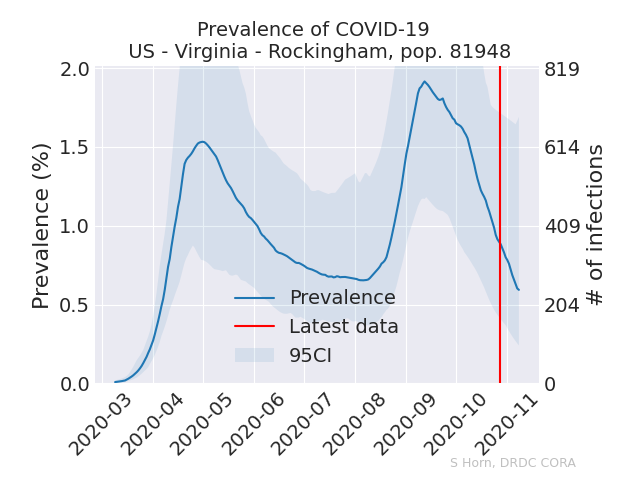 Prevalence of COVID-19
US - Virginia - Rockingham, pop. 81948
Prevalence (%)
2.0
1.5
1.0
0.5
0.0
819
614
409
204
0
# of infections
Prevalence
Latest data
95CI
2020-03
2020-04
2020-05
2020-06
2020-07
2020-08
2020-09
2020-10
2020-11
S Horn, DRDC CORA